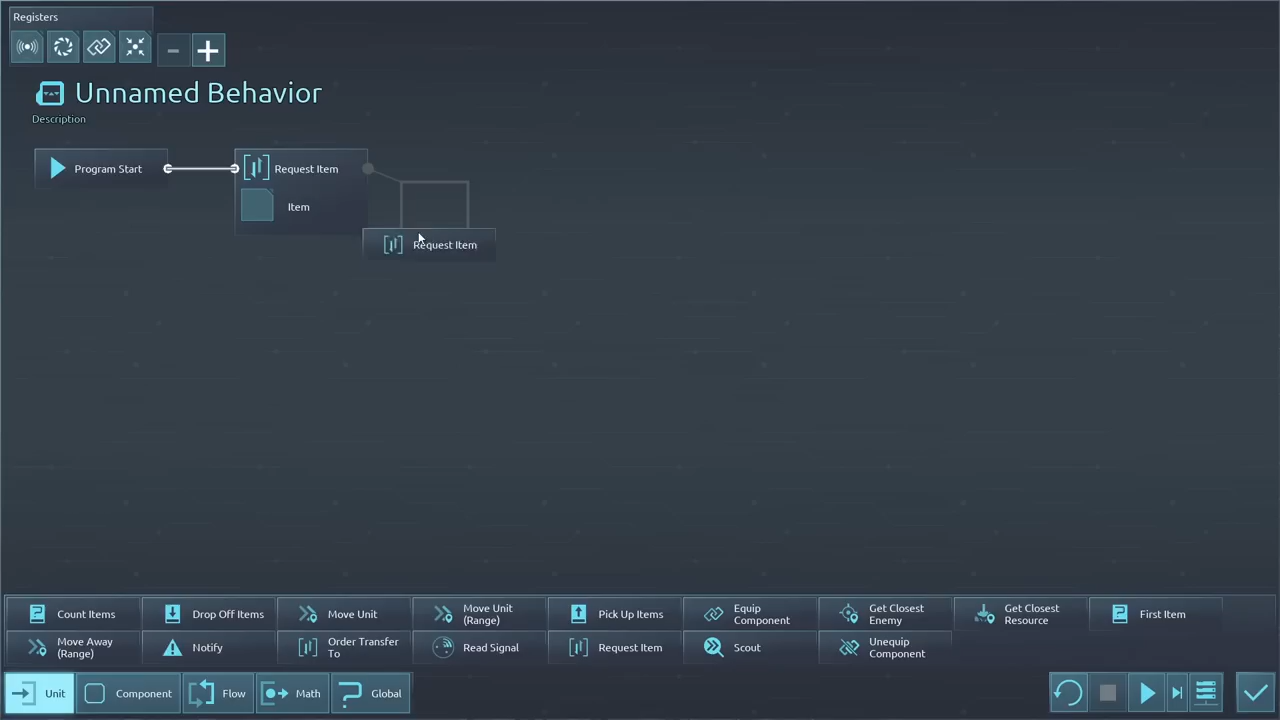 Registers
Unnamed Behavior
Description
Program Start
Request Item
Item
Request Item
Count Items
Drop Off Items
Move Unit
Move Unit
(Range)
Pick Up Items
Equip
Component
Get Closest
Enemy
Get Closest
Resource
First Item
Move Away
(Range)
Notify
Order Transfer
To
Read Signal
Request Item
Scout
Unequip
Component
Unit
Component
Flow
Math
Global